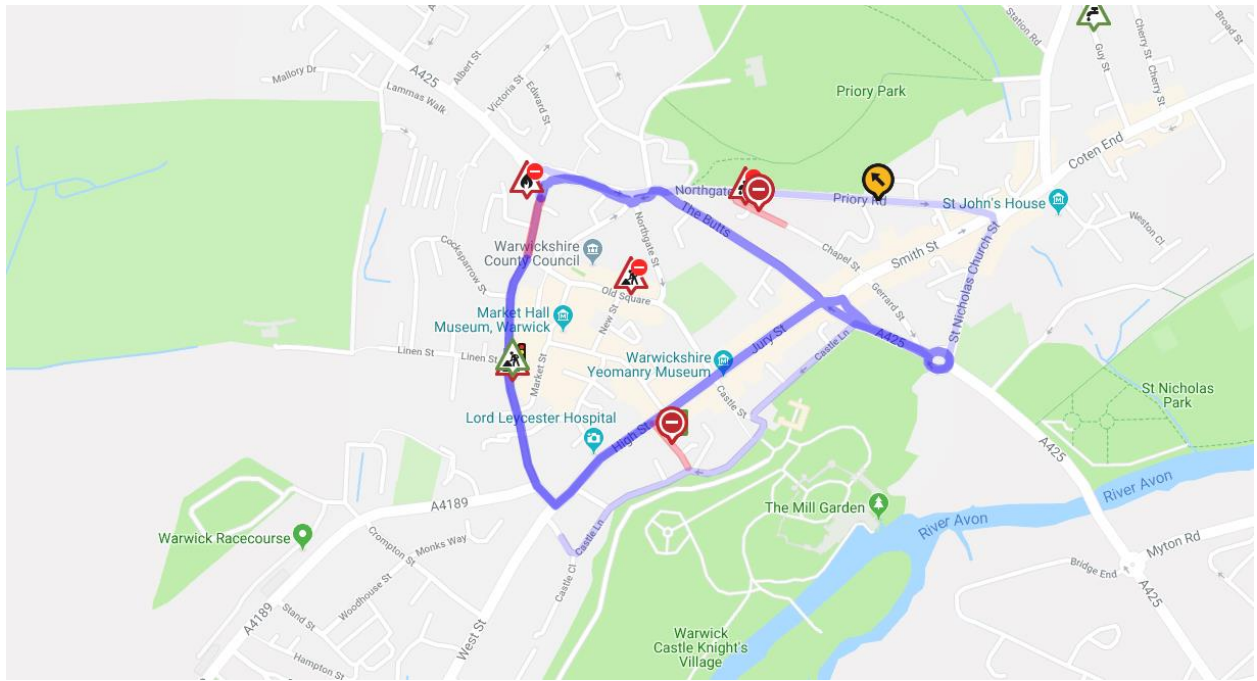 Station Rd
Guy St
Cherry St
Cherry St
Broad St
A425
Albert St
Mallory Dr
Lammas Walk
Victoria St
Edward St
Priory Park
Coten End
Northgate
Priory Rd
St John's House
Weston Cl
The Butts
Northgate St
Chapel St
Smith St
Cocksparrow St
Warwickshire
County Council
Old Square
Gerrard St
St Nicholas Church St
New St
Market Hall
Museum, Warwick
Jury St
A425
Castle Ln
Linen St
Linen St
Market St
Warwickshire
Yeomanry Museum
Castle St
St Nicholas
Park
Lord Leycester Hospital
High St
A425
A4189
The Mill Garden
River Avon
River Avon
Warwick Racecourse
Crompton St
Monks Way
Castle Ln
Myton Rd
Bridge End
Castle Cl
Woodhouse St
A425
Stand St
A4189
West St
Hampton St
Warwick
Castle Knight's
Village